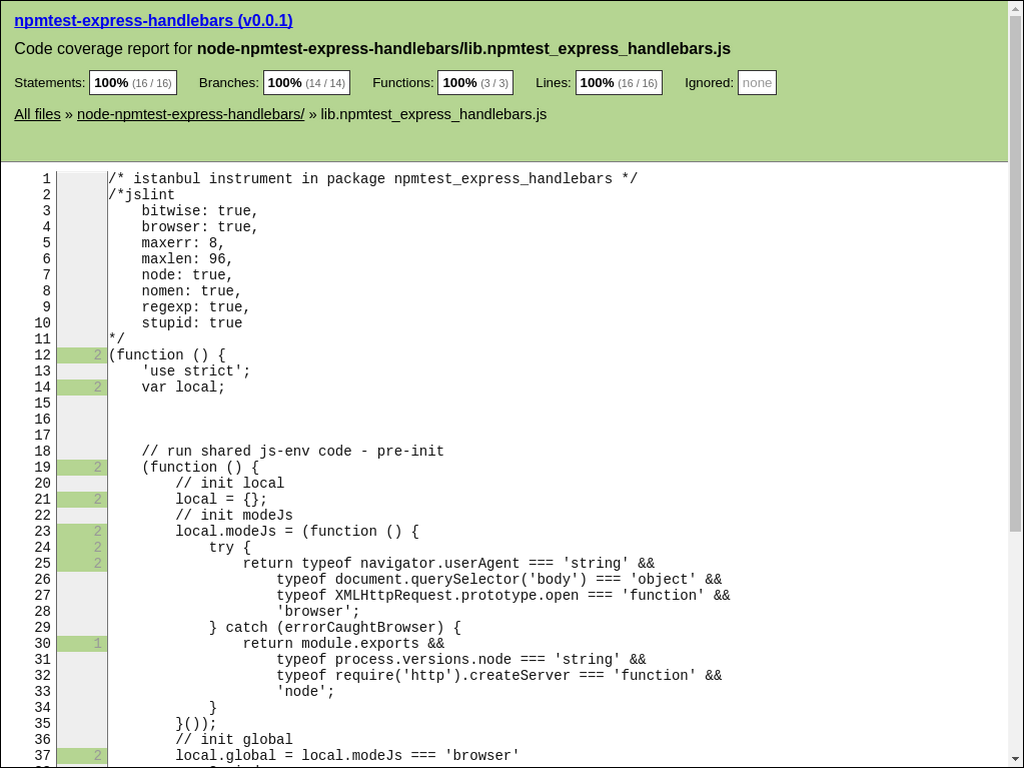 npmtest-express-handlebars (v0.0.1)
Code coverage report for node-npmtest-express-handlebars/lib.npmtest_express_handlebars.js
Statements: 100% (16 / 16) Branches: 100% (14 / 14) Functions: 100% (3 / 3) Lines: 100% (16 / 16) Ignored: none
All files » node-npmtest-express-handlebars/ » lib.npmtest_express_handlebars.js
1 /* istanbul instrument in package npmtest_express_handlebars */
2 /*jslint
3     bitwise: true,
4     browser: true,
5     maxerr: 8,
6     maxlen: 96,
7     node: true,
8     nomen: true,
9     regexp: true,
10     stupid: true
11 */
12 2 (function () {
13     'use strict';
14 2     var local;
15
16
17
18     // run shared js-env code - pre-init
19 2     (function () {
20         // init local
21 2         local = {};
22         // init modeJs
23 2         local.modeJs = (function () {
24 2             try {
25 2                 return typeof navigator.userAgent === 'string' &&
26                     typeof document.querySelector('body') === 'object' &&
27                     typeof XMLHttpRequest.prototype.open === 'function' &&
28                     'browser';
29             } catch (errorCaughtBrowser) {
30 1                 return module.exports &&
31                     typeof process.versions.node === 'string' &&
32                     typeof require('http').createServer === 'function' &&
33                     'node';
34             }
35         }());
36         // init global
37 2         local.global = local.modeJs === 'browser'